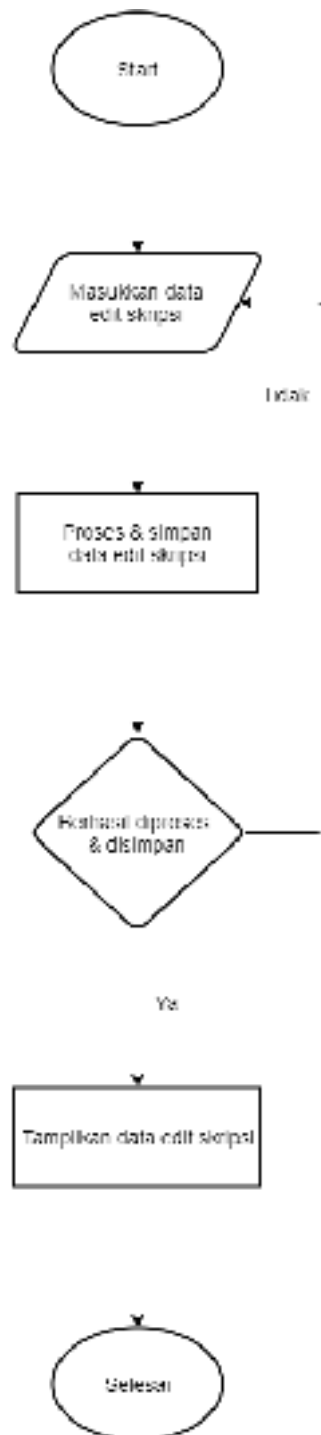 Start
Masukkan data
edit skripsi
Tidak
Proses & simpan
data edit skripsi
Berhasil diproses
& disimpan
Ya
Tampilkan data edit skripsi
Selesai